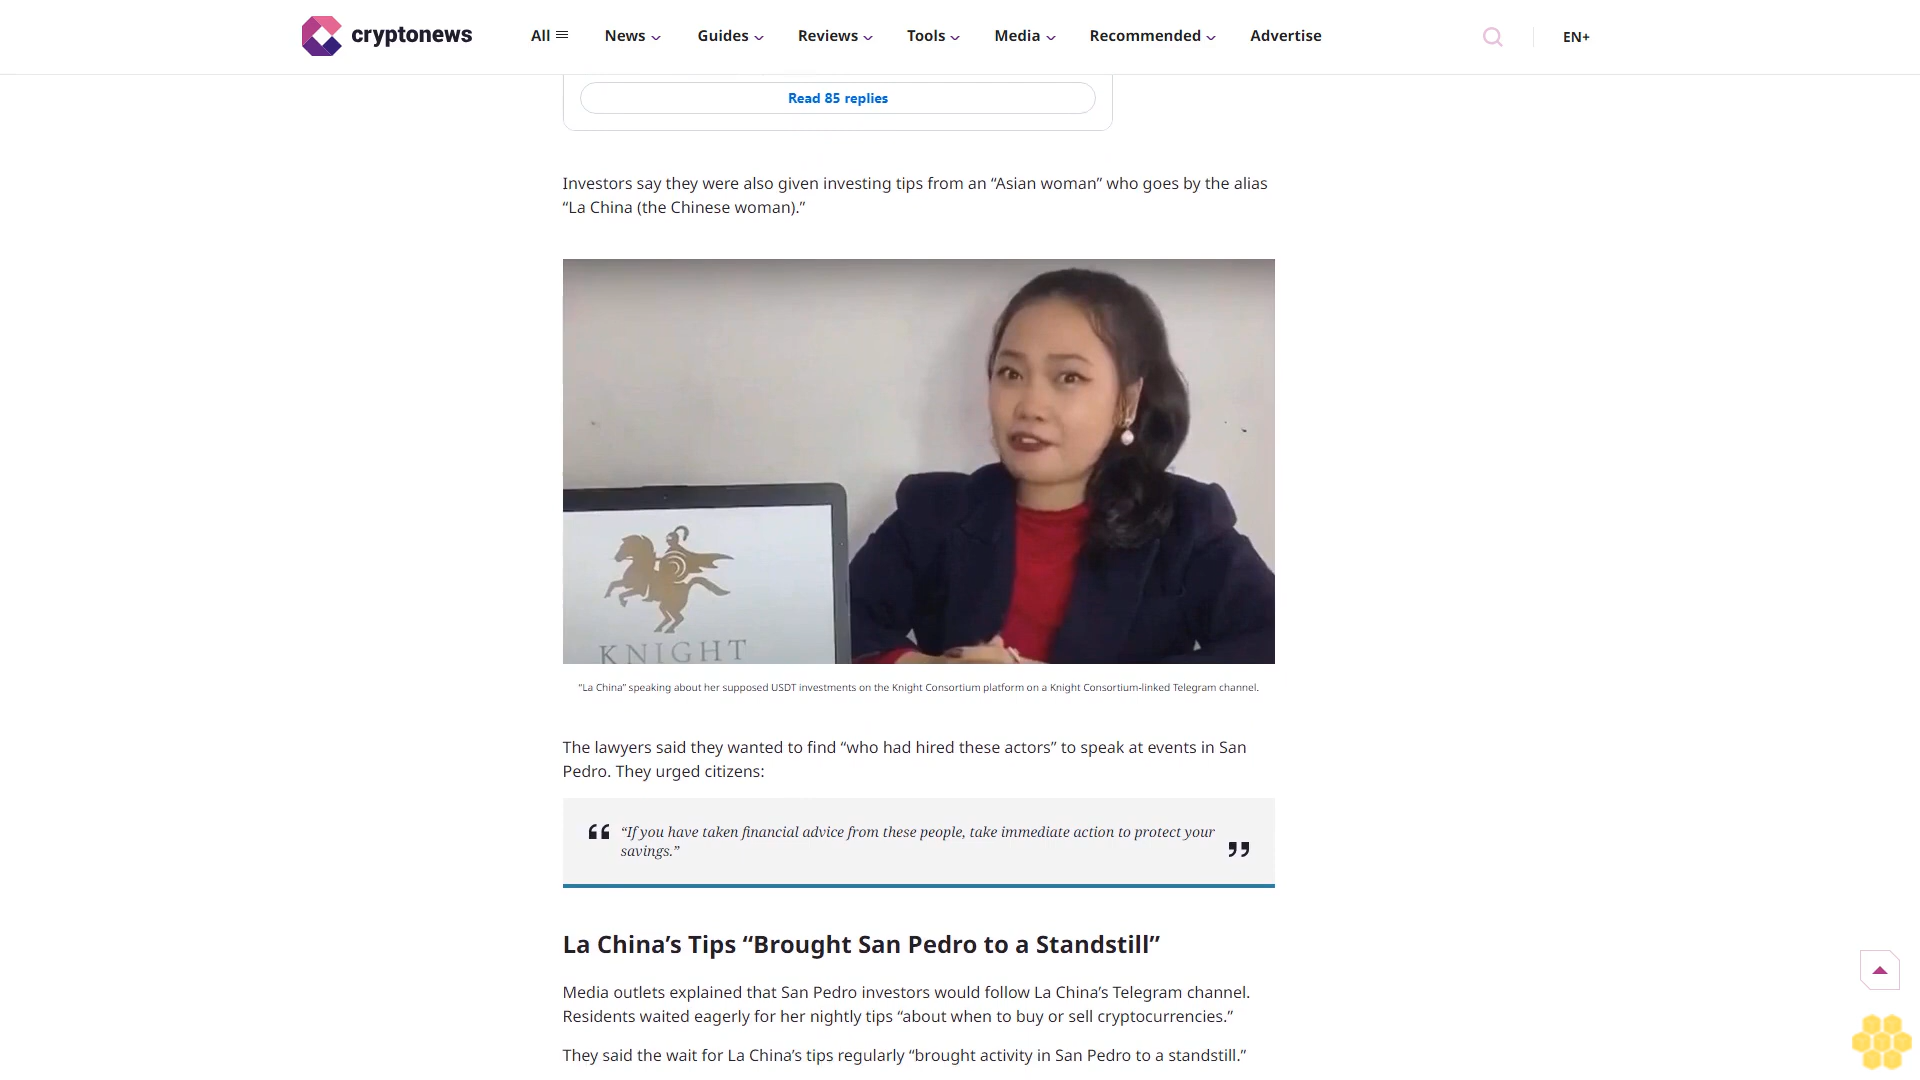 cryptonews
All
News
Guides
Reviews
Tools
Media
Recommended
Advertise
EN+
Read 85 replies
Investors say they were also given investing tips from an “Asian woman” who goes by the alias
“La China (the Chinese woman).”
KNIGHT
“La China” speaking about her supposed USDT investments on the Knight Consortium platform on a Knight Consortium-linked Telegram channel.
The lawyers said they wanted to find “who had hired these actors” to speak at events in San
Pedro. They urged citizens:
“If you have taken financial advice from these people, take immediate action to protect your
savings.”
La China’s Tips “Brought San Pedro to a Standstill”
Media outlets explained that San Pedro investors would follow La China’s Telegram channel.
Residents waited eagerly for her nightly tips “about when to buy or sell cryptocurrencies.”
They said the wait for La China’s tips regularly “brought activity in San Pedro to a standstill.”